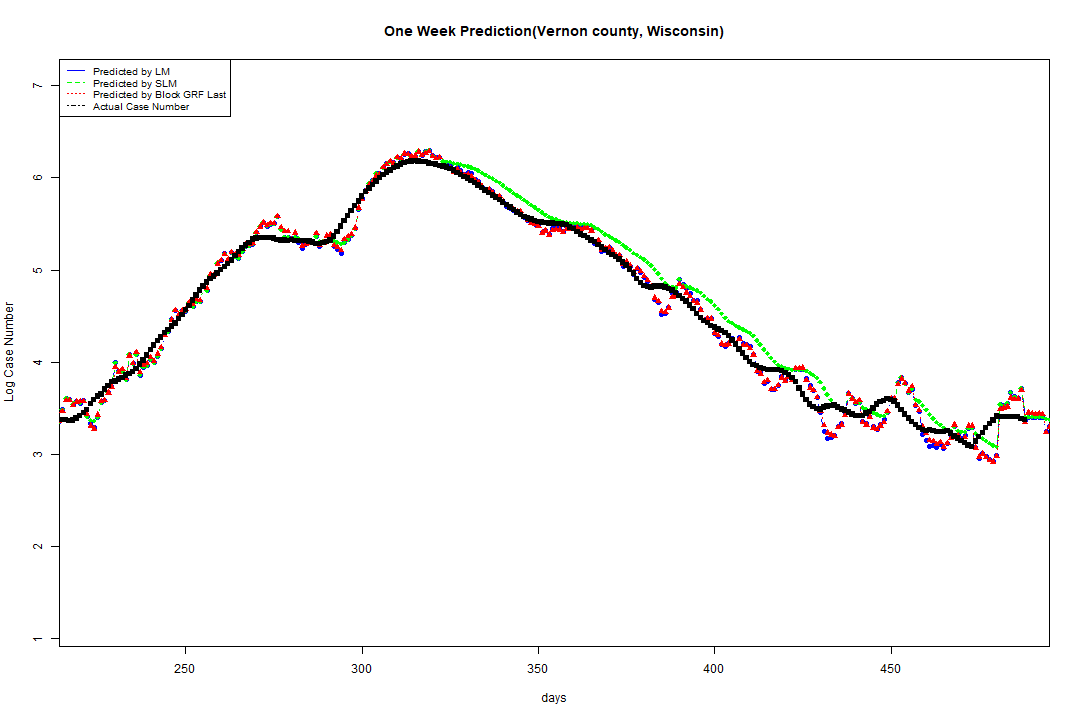 One Week Prediction(Vernon county, Wisconsin)
Predicted by LM
Predicted by SLM
Predicted by Block GRF Last
Actual Case Number
7
6
5
4
3
2
1
Log Case Number
250 300 350 400 450
days